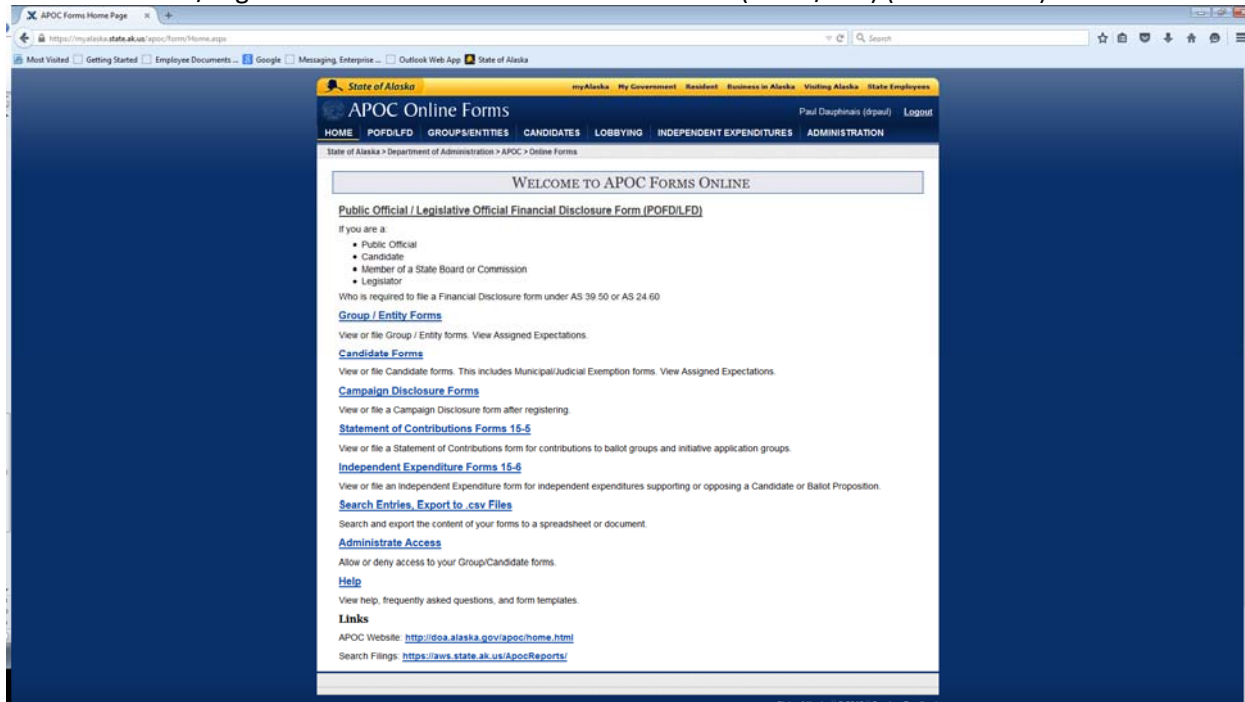 APOC Forms Home Page
https://myalaska.state.ak.us/apoc/form/Home.aspx
Search
Most Visited Getting Started Employee Documents ... Google Messaging, Enterprise ... Outlook Web App State of Alaska
State of Alaska
myAlaska My Government Resident Business in Alaska Visiting Alaska State Employees
APOC Online Forms
Paul Dauphinais (drpaul) Logout
HOME POFD/LFD GROUPS/ENTITIES CANDIDATES LOBBYING INDEPENDENT EXPENDITURES ADMINISTRATION
State of Alaska > Department of Administration > APOC > Online Forms
WELCOME TO APOC FORMS ONLINE
Public Official / Legislative Official Financial Disclosure Form (POFD/LFD)
If you are a:
• Public Official
• Candidate
• Member of a State Board or Commission
• Legislator
Who is required to file a Financial Disclosure form under AS 39.50 or AS 24.60
Group / Entity Forms
View or file Group / Entity forms. View Assigned Expectations.
Candidate Forms
View or file Candidate forms. This includes Municipal/Judicial Exemption forms. View Assigned Expectations.
Campaign Disclosure Forms
View or file a Campaign Disclosure form after registering.
Statement of Contributions Forms 15-5
View or file a Statement of Contributions form for contributions to ballot groups and initiative application groups.
Independent Expenditure Forms 15-6
View or file an Independent Expenditure form for independent expenditures supporting or opposing a Candidate or Ballot Proposition.
Search Entries, Export to .csv Files
Search and export the content of your forms to a spreadsheet or document.
Administrate Access
Allow or deny access to your Group/Candidate forms.
Help
View help, frequently asked questions, and form templates.
Links
APOC Website: http://doa.alaska.gov/apoc/home.html
Search Filings: https://aws.state.ak.us/ApocReports/